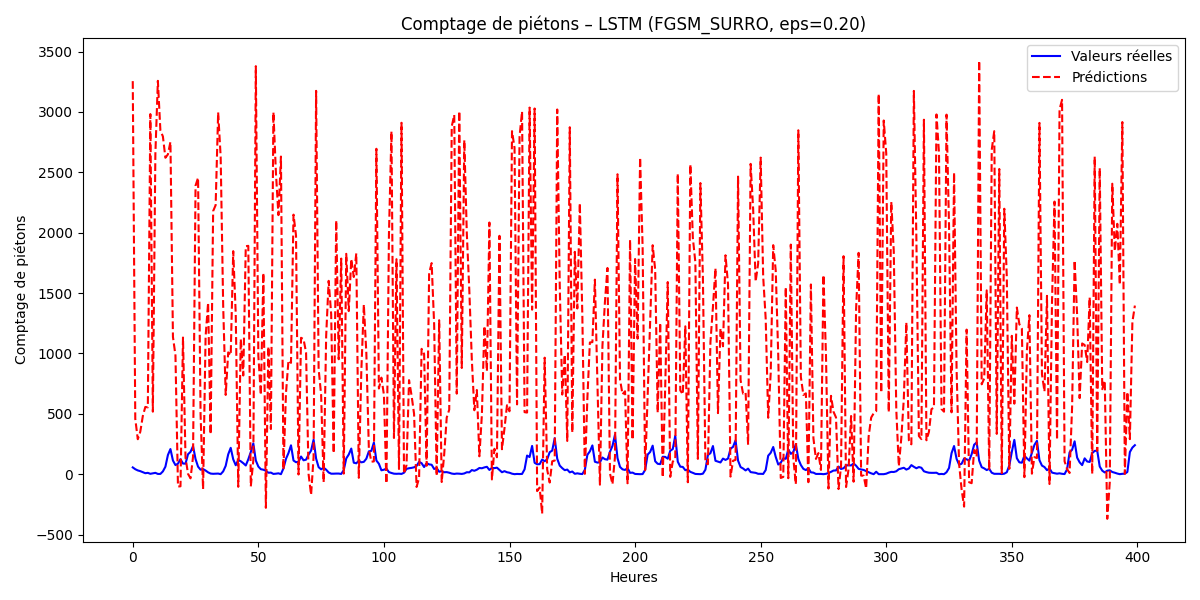 Comptage de piétons – LSTM (FGSM_SURRO, eps=0.20)
Valeurs réelles
Prédictions
Comptage de piétons
3500
3000
2500
2000
1500
1000
500
0
−500
0 50 100 150 200 250 300 350 400
Heures